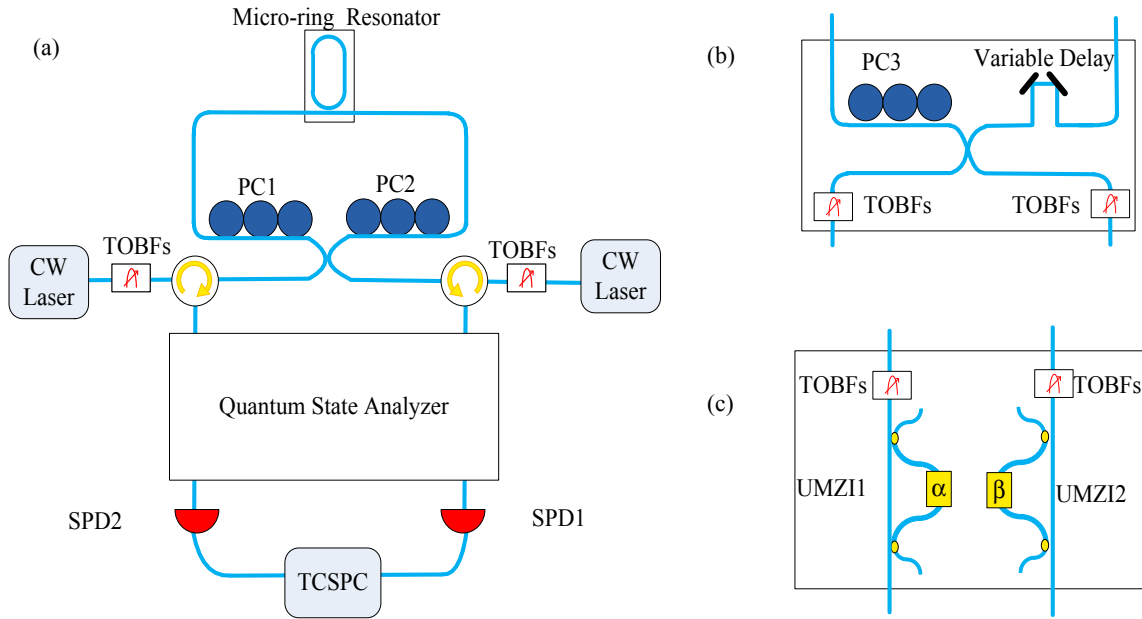 Micro-ring Resonator
(a)
PC1
PC2
TOBFs
TOBFs
CW
Laser
CW
Laser
Quantum State Analyzer
SPD2
SPD1
TCSPC
(b)
PC3
Variable Delay
TOBFs
TOBFs
(c)
TOBFs
TOBFs
UMZI1
α
β
UMZI2